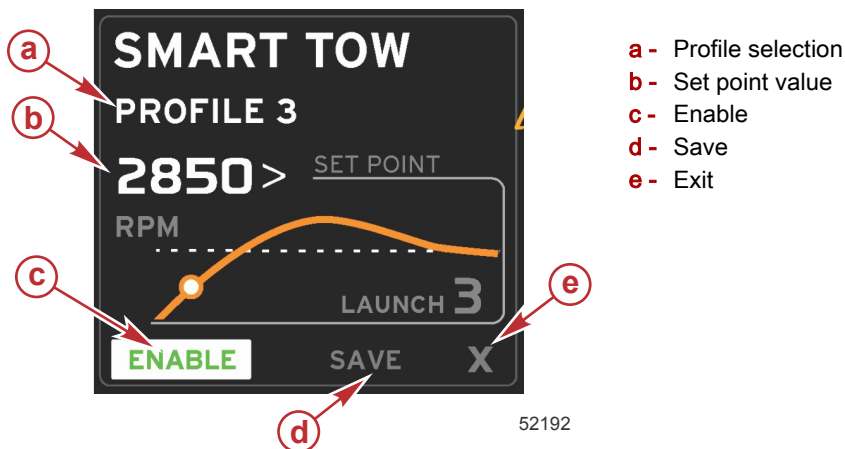 SMART TOW
PROFILE 3
2850> SET POINT
RPM
LAUNCH 3
ENABLE SAVE X
a
b
c
d
e
a - Profile selection
b - Set point value
c - Enable
d - Save
e - Exit
52192